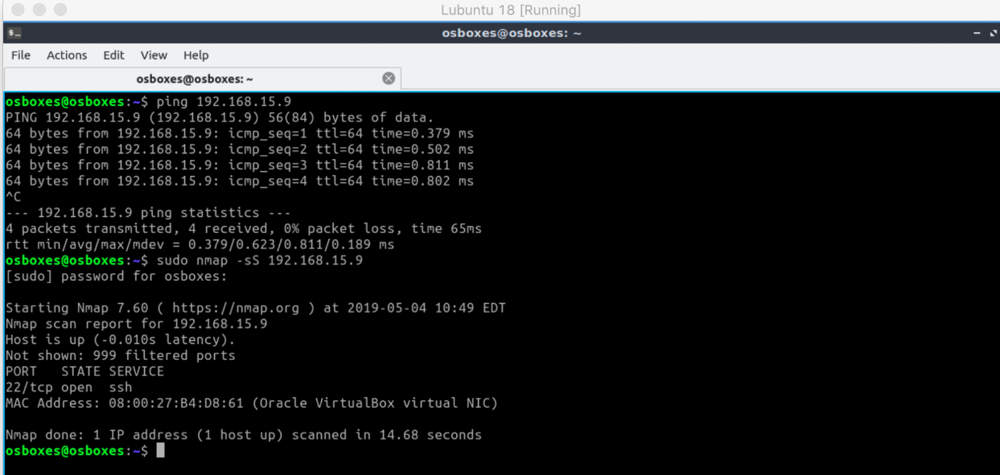 Lubuntu 18 [Running]
osboxes@osboxes: ~
File Actions Edit View Help
osboxes@osboxes: ~
osboxes@osboxes:~$ ping 192.168.15.9
PING 192.168.15.9 (192.168.15.9) 56(84) bytes of data.
64 bytes from 192.168.15.9: icmp_seq=1 ttl=64 time=0.379 ms
64 bytes from 192.168.15.9: icmp_seq=2 ttl=64 time=0.502 ms
64 bytes from 192.168.15.9: icmp_seq=3 ttl=64 time=0.811 ms
64 bytes from 192.168.15.9: icmp_seq=4 ttl=64 time=0.802 ms
^C
--- 192.168.15.9 ping statistics ---
4 packets transmitted, 4 received, 0% packet loss, time 65ms
rtt min/avg/max/mdev = 0.379/0.623/0.811/0.189 ms
osboxes@osboxes:~$ sudo nmap -sS 192.168.15.9
[sudo] password for osboxes:
Starting Nmap 7.60 ( https://nmap.org ) at 2019-05-04 10:49 EDT
Nmap scan report for 192.168.15.9
Host is up (-0.010s latency).
Not shown: 999 filtered ports
PORT   STATE SERVICE
22/tcp open  ssh
MAC Address: 08:00:27:B4:D8:61 (Oracle VirtualBox virtual NIC)
Nmap done: 1 IP address (1 host up) scanned in 14.68 seconds
osboxes@osboxes:~$